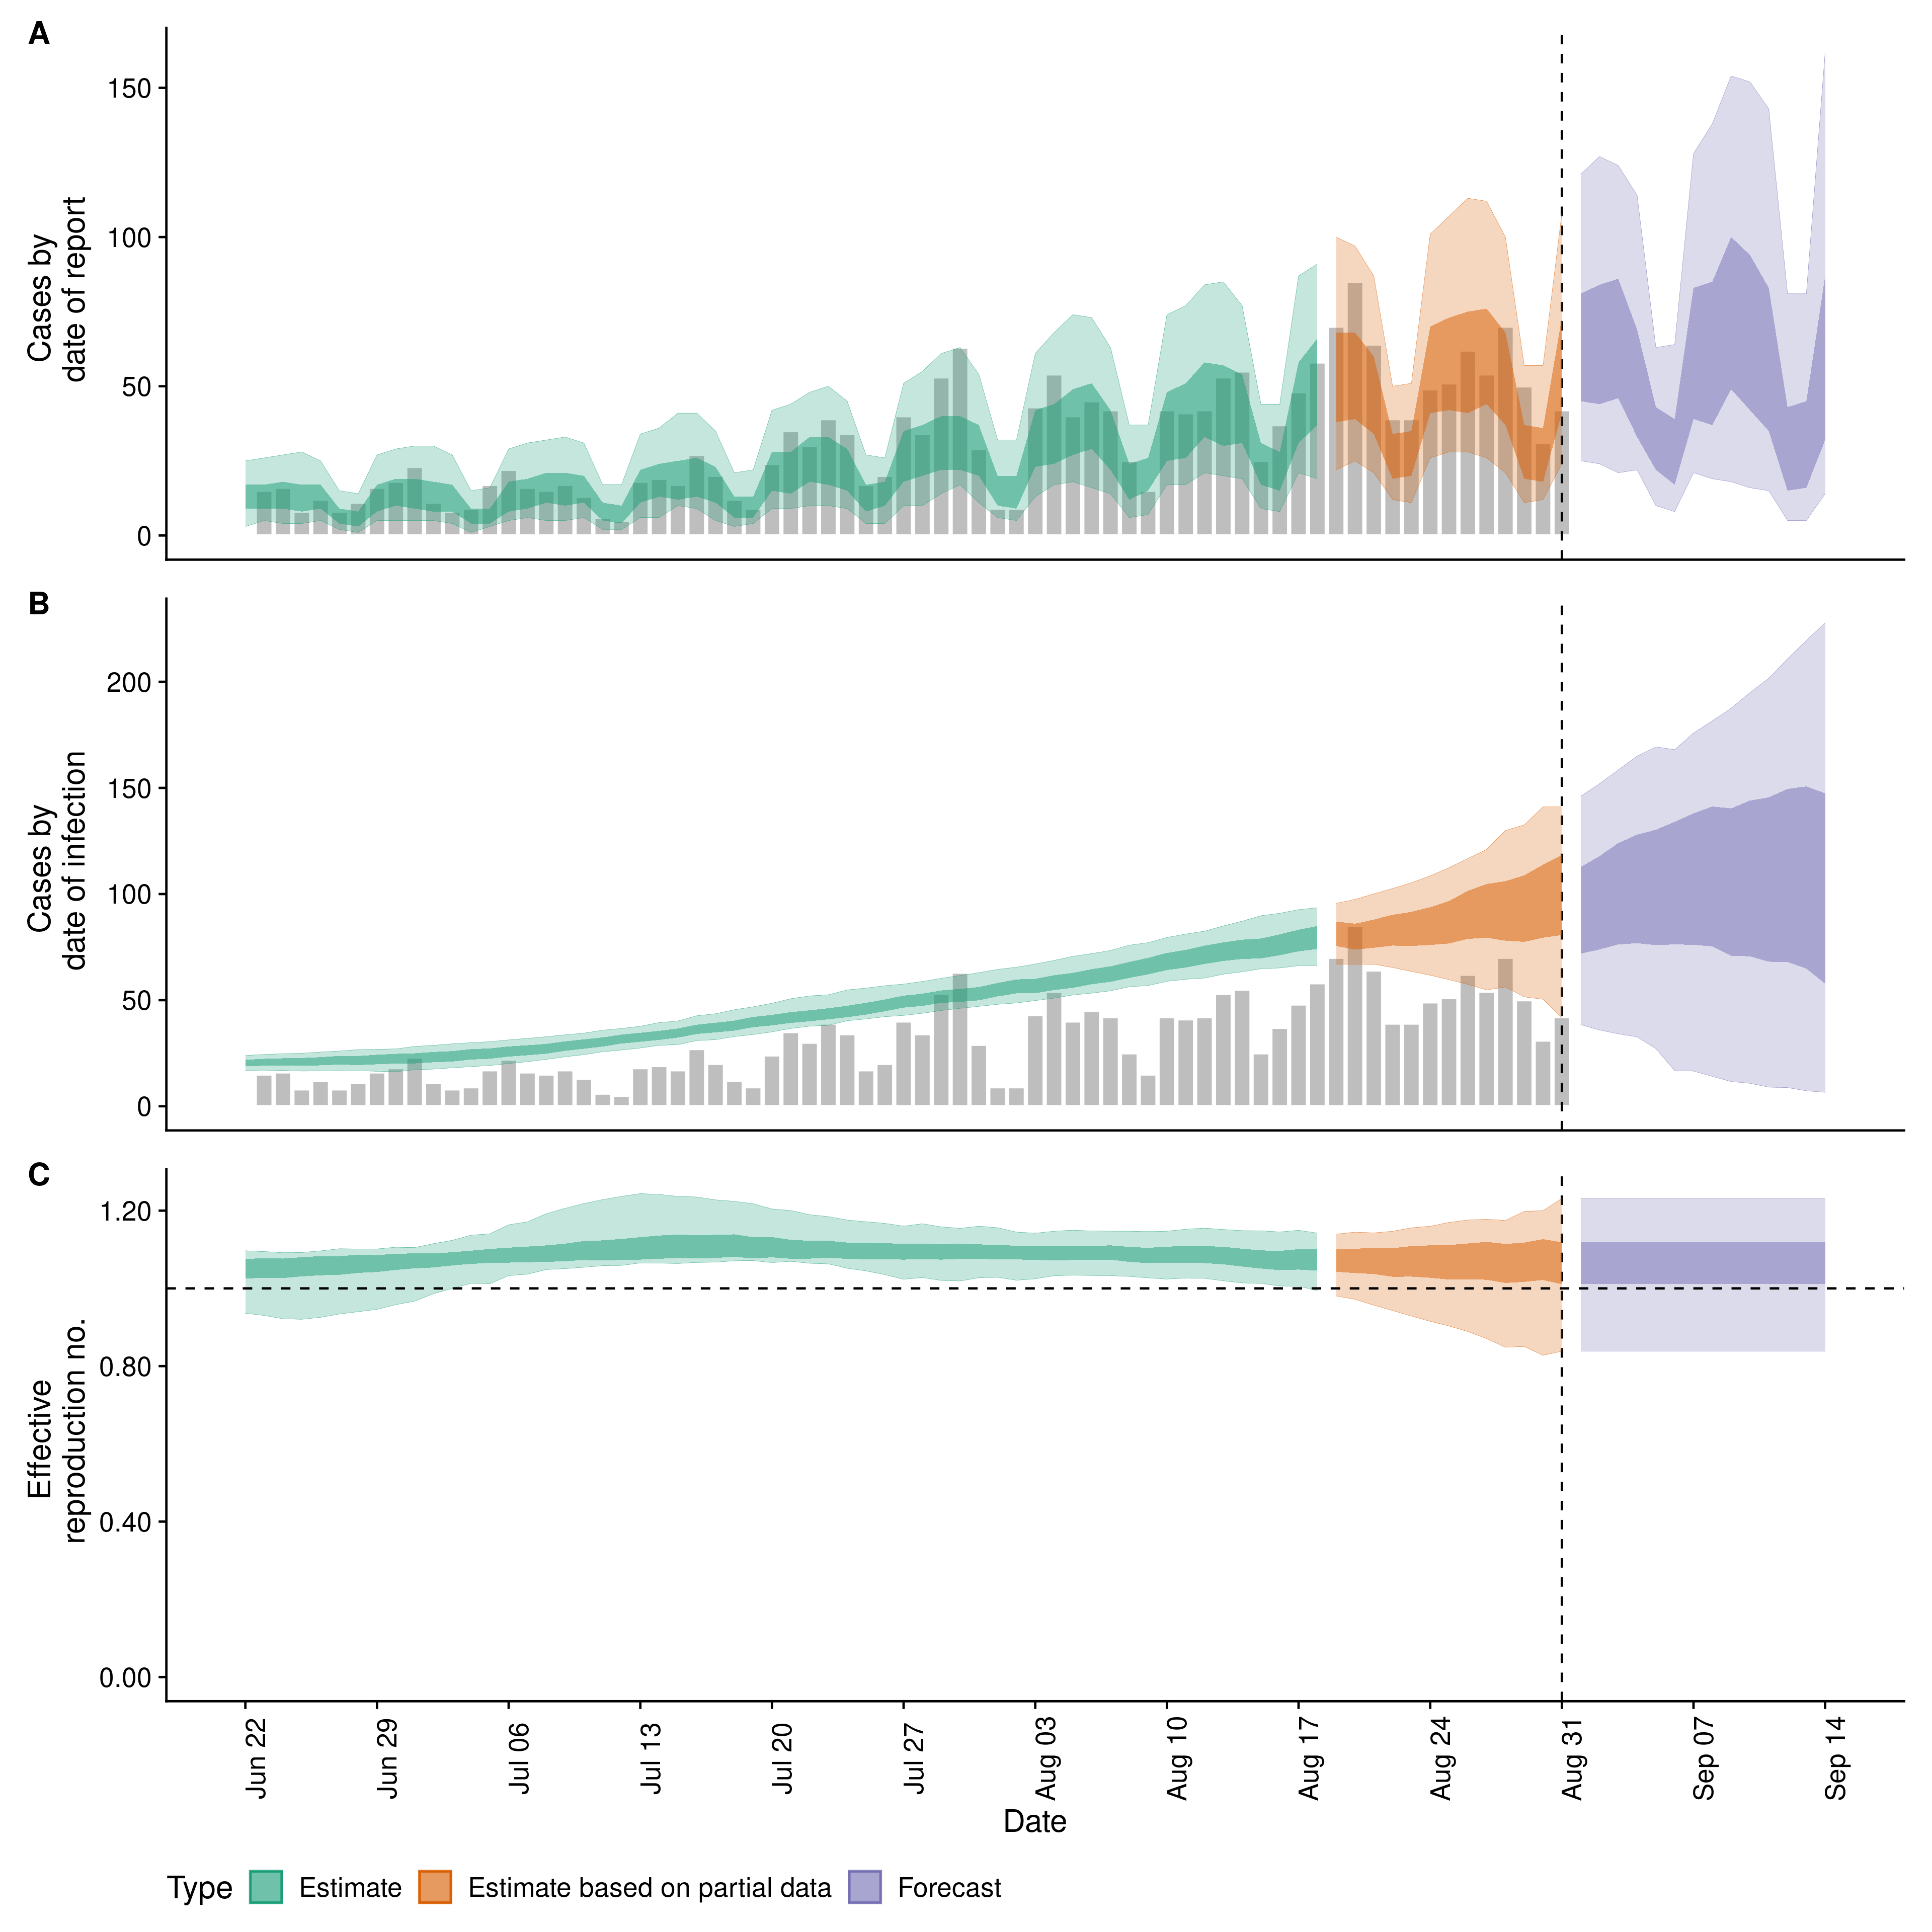 A
Cases by
date of report
150
100
50
0
B
Cases by
date of infection
200
150
100
50
0
C
Effective
reproduction no.
1.20
0.80
0.40
0.00
Jun 22
Jun 29
Jul 06
Jul 13
Jul 20
Jul 27
Aug 03
Aug 10
Aug 17
Aug 24
Aug 31
Sep 07
Sep 14
Date
Type Estimate Estimate based on partial data Forecast